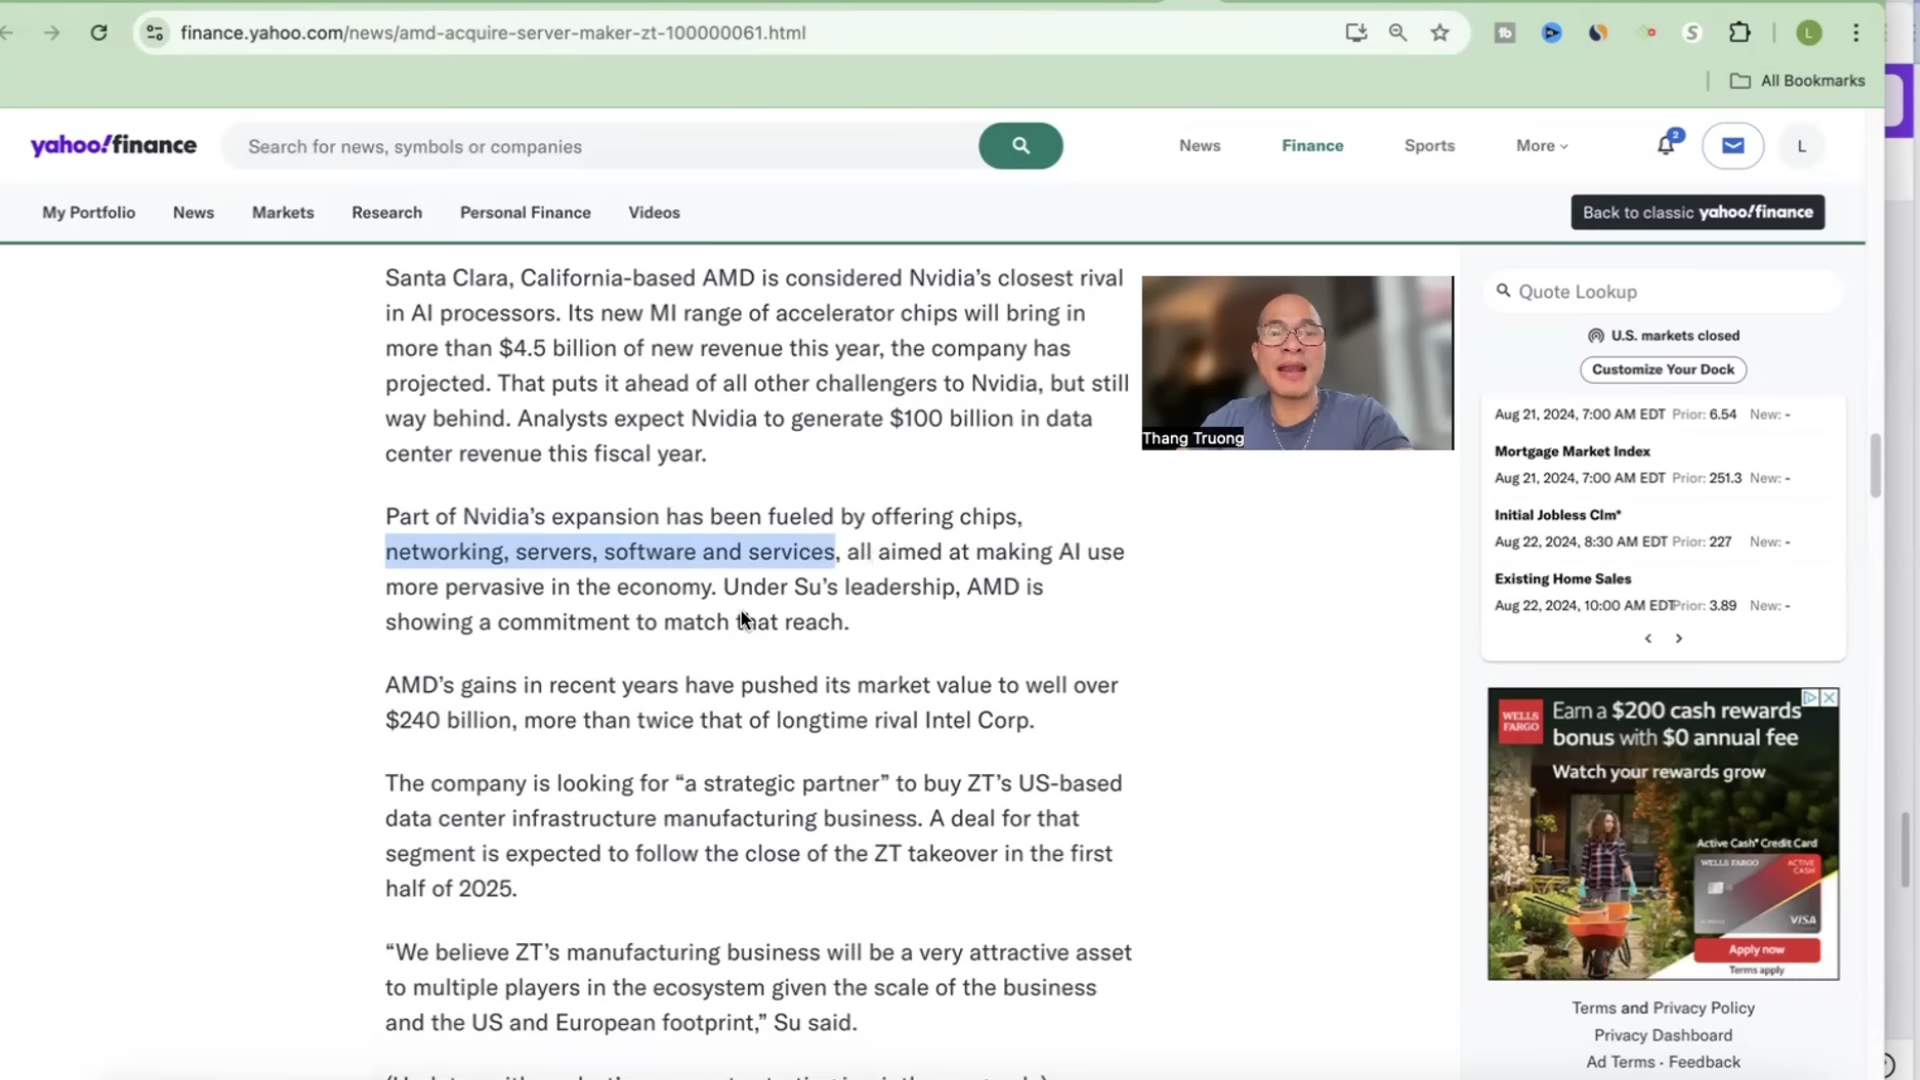 finance.yahoo.com/news/amd-acquire-server-maker-zt-100000061.html
tb
S
L
All Bookmarks
yahoo!finance
Search for news, symbols or companies
News
Finance
Sports
More
2
L
My Portfolio
News
Markets
Research
Personal Finance
Videos
Back to classic yahoo!finance
Santa Clara, California-based AMD is considered Nvidia’s closest rival
in AI processors. Its new MI range of accelerator chips will bring in
more than $4.5 billion of new revenue this year, the company has
projected. That puts it ahead of all other challengers to Nvidia, but still
way behind. Analysts expect Nvidia to generate $100 billion in data
center revenue this fiscal year.
Part of Nvidia’s expansion has been fueled by offering chips,
networking, servers, software and services, all aimed at making AI use
more pervasive in the economy. Under Su’s leadership, AMD is
showing a commitment to match that reach.
AMD’s gains in recent years have pushed its market value to well over
$240 billion, more than twice that of longtime rival Intel Corp.
The company is looking for “a strategic partner” to buy ZT’s US-based
data center infrastructure manufacturing business. A deal for that
segment is expected to follow the close of the ZT takeover in the first
half of 2025.
“We believe ZT’s manufacturing business will be a very attractive asset
to multiple players in the ecosystem given the scale of the business
and the US and European footprint,” Su said.
Thang Truong
Quote Lookup
U.S. markets closed
Customize Your Dock
Aug 21, 2024, 7:00 AM EDT Prior: 6.54 New: -
Mortgage Market Index
Aug 21, 2024, 7:00 AM EDT Prior: 251.3 New: -
Initial Jobless Clm*
Aug 22, 2024, 8:30 AM EDT Prior: 227 New: -
Existing Home Sales
Aug 22, 2024, 10:00 AM EDT Prior: 3.89 New: -
WELLS FARGO
Earn a $200 cash rewards
bonus with $0 annual fee
Watch your rewards grow
Active Cash® Credit Card
WELLS FARGO
ACTIVE CASH
VISA
Apply now
Terms apply
Terms and Privacy Policy
Privacy Dashboard
Ad Terms · Feedback